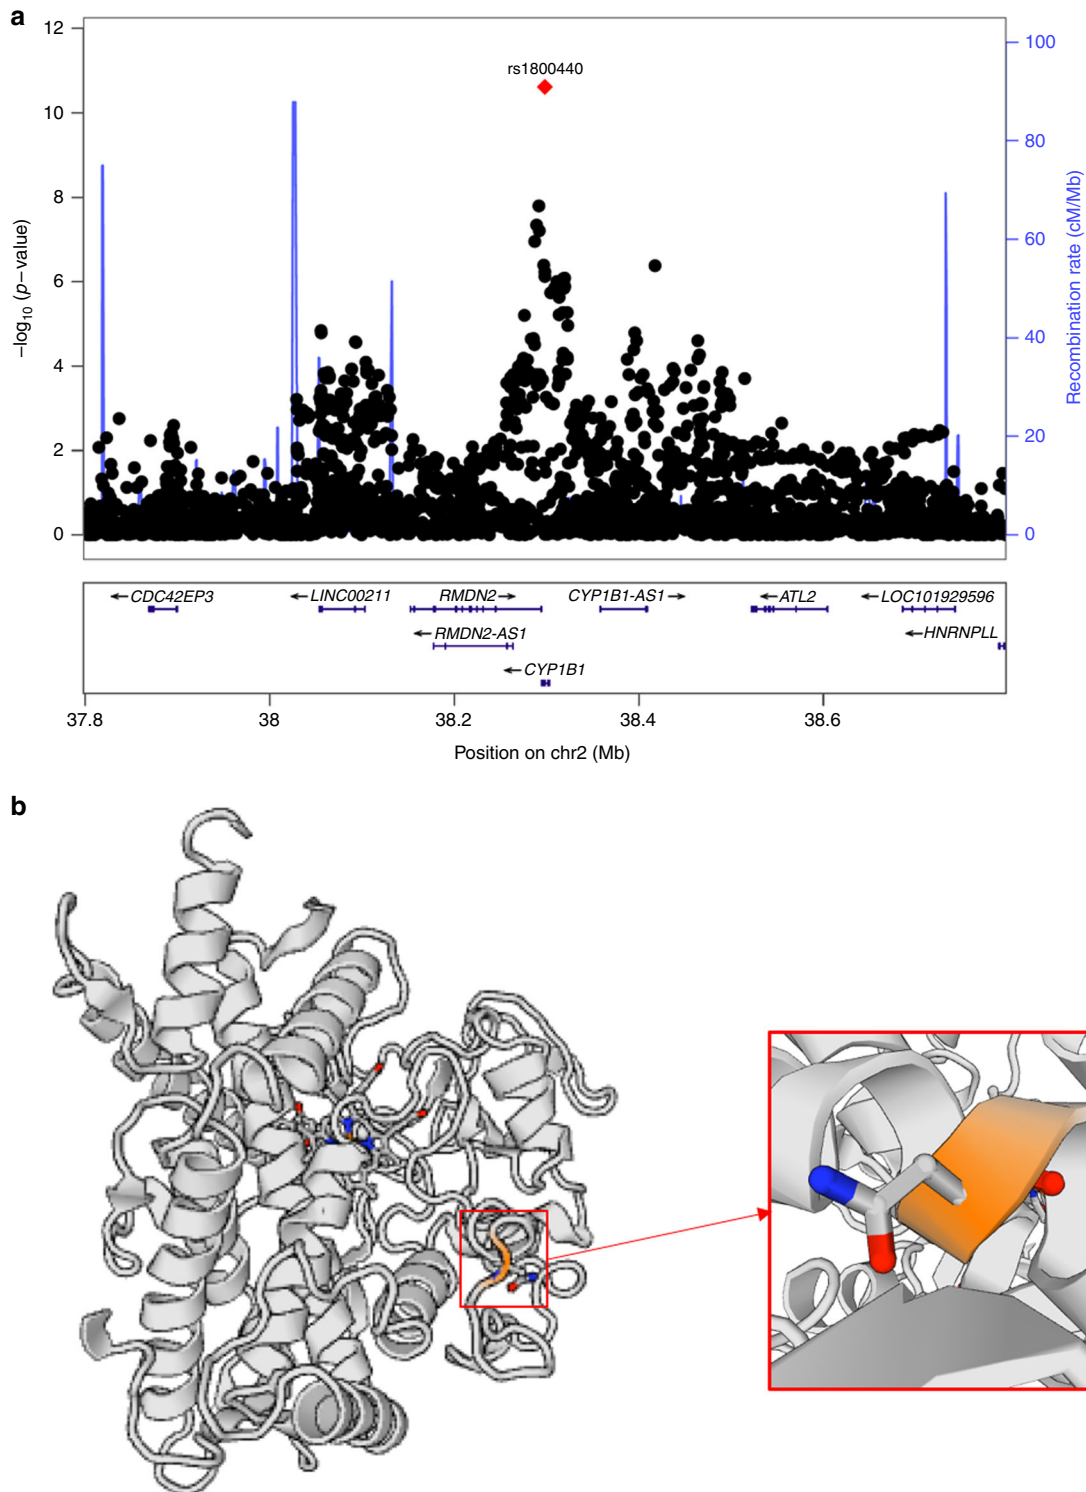 a
12
10
8
6
4
2
0
−log10 (p−value)
rs1800440
100
80
60
40
20
0
Recombination rate (cM/Mb)
←CDC42EP3
←LINC00211
RMDN2→
CYP1B1-AS1→
←ATL2
←LOC101929596
←RMDN2-AS1
←HNRNPLL
←CYP1B1
37.8
38
38.2
38.4
38.6
Position on chr2 (Mb)
b